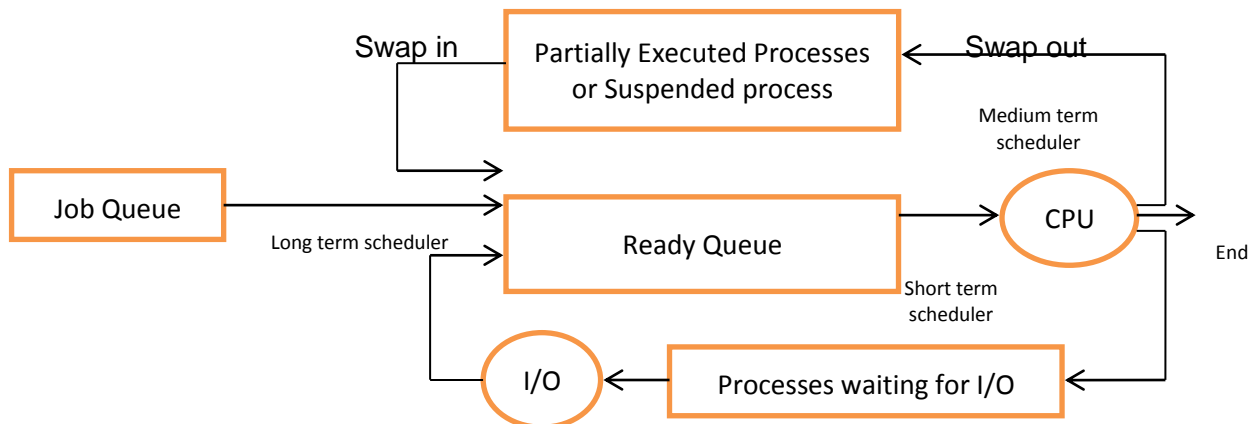 Swap in
Partially Executed Processes
or Suspended process
Swap out
Medium term
scheduler
Job Queue
Long term scheduler
Ready Queue
CPU
End
Short term
scheduler
I/O
Processes waiting for I/O